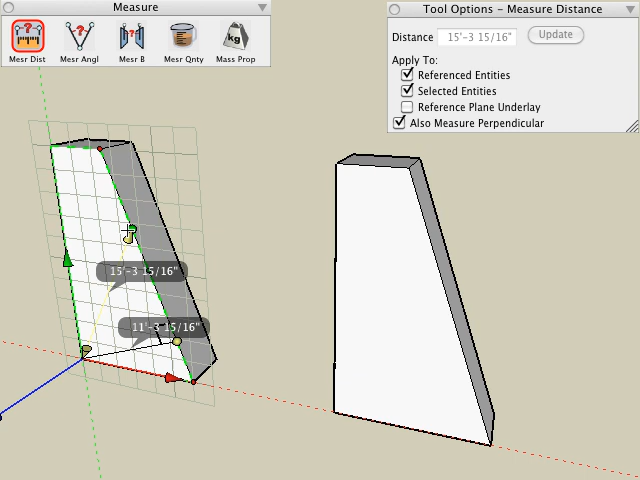 Measure
Mesr Dist
Mesr Angl
Mesr B
Mesr Qnty
Mass Prop
kg
Tool Options - Measure Distance
Distance 15'-3 15/16" Update
Apply To:
Referenced Entities
Selected Entities
Reference Plane Underlay
Also Measure Perpendicular
15'-3 15/16"
11'-3 15/16"